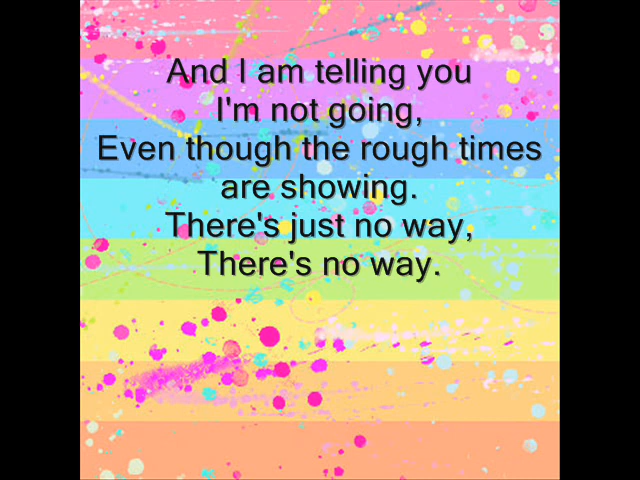 And I am telling you
I'm not going,
Even though the rough times
are showing.
There's just no way,
There's no way.